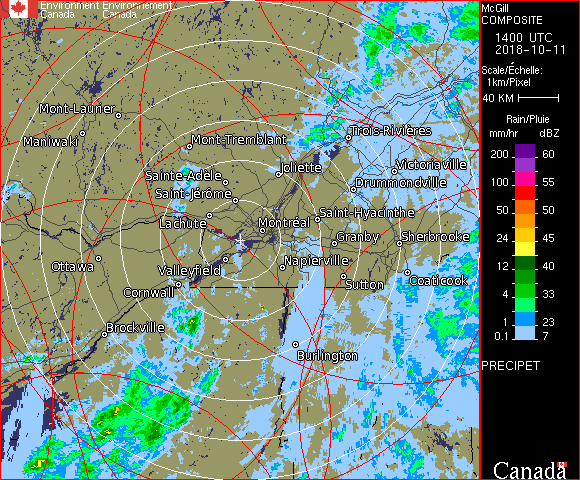 Environment Environnement
Canada Canada
McGill
COMPOSITE
1400 UTC
2018-10-11
Scale/Échelle:
1km/Pixel
40 KM
Rain/Pluie
mm/hr dBZ
200 60
100 55
50 50
24 45
12 40
4 33
1 23
0.1 7
PRECIPET
Canada
Mont-Laurier
Maniwaki
Mont-Tremblant
Trois-Rivières
Joliette
Victoriaville
Sainte-Adèle
Drummondville
Saint-Jérôme
Lachute
Saint-Hyacinthe
Montréal
Granby
Sherbrooke
Ottawa
Valleyfield
Napierville
Cornwall
Sutton
Coaticook
Brockville
Burlington